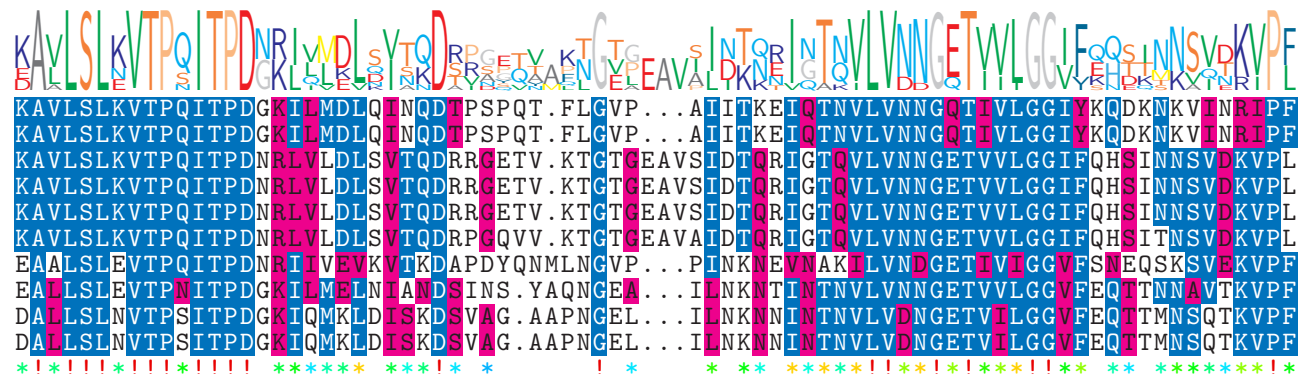 KAVLSLKVTPQITPDGKILMDLQINQDTPSPQT.FLGVP...AIITKEIQTNVLVNNGQTIVLGGIYKQDKNKVINRIPF
KAVLSLKVTPQITPDGKILMDLQINQDTPSPQT.FLGVP...AIITKEIQTNVLVNNGQTIVLGGIYKQDKNKVINRIPF
KAVLSLKVTPQITPDNRLVLDLSVTQDRRGETV.KTGTGEAVSIDTQRIGTQVLVNNGETVVLGGIFQHSINNSVDKVPL
KAVLSLKVTPQITPDNRLVLDLSVTQDRRGETV.KTGTGEAVSIDTQRIGTQVLVNNGETVVLGGIFQHSINNSVDKVPL
KAVLSLKVTPQITPDNRLVLDLSVTQDRRGETV.KTGTGEAVSIDTQRIGTQVLVNNGETVVLGGIFQHSINNSVDKVPL
KAVLSLKVTPQITPDNRLVLDLSVTQDRPGQVV.KTGTGEAVAIDTQRIGTQVLVNNGETVVLGGIFQHSITNSVDKVPL
EAALSLEVTPQITPDNRIIVEVKVTKDAPDYQNMLNGVP...PINKNEVNAKILVNDGETIVIGGVFSNEQSKSVEKVPF
EALLSLEVTPNITPDGKILMELNIANDSINS.YAQNGEA...ILNKNTINTNVLVNNGETVVLGGVFEQTTNNAVTKVPF
DALLSLNVTPSITPDGKIQMKLDISKDSVAG.AAPNGEL...ILNKNNINTNVLVDNGETVILGGVFEQTTMNSQTKVPF
DALLSLNVTPSITPDGKIQMKLDISKDSVAG.AAPNGEL...ILNKNNINTNVLVDNGETVILGGVFEQTTMNSQTKVPF